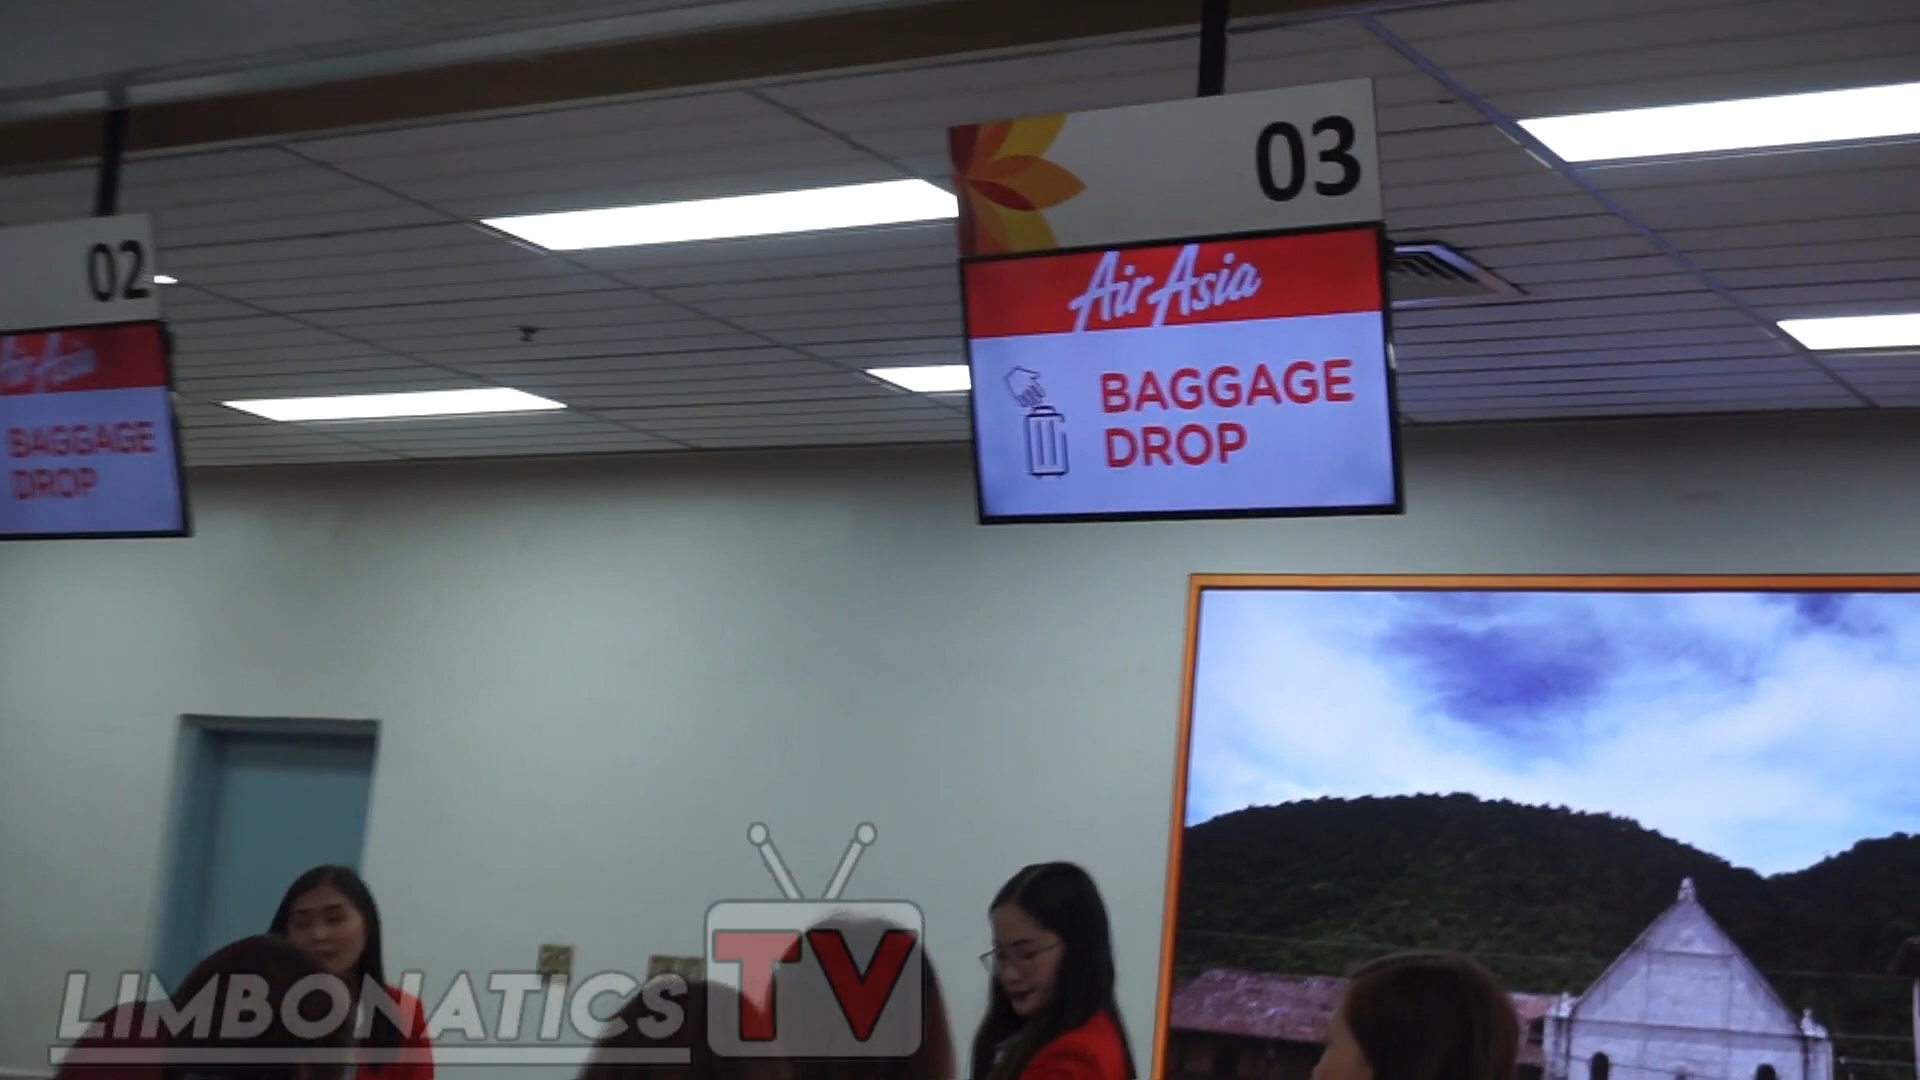 02
AirAsia
BAGGAGE
DROP
03
AirAsia
BAGGAGE
DROP
LIMBONATICS TV